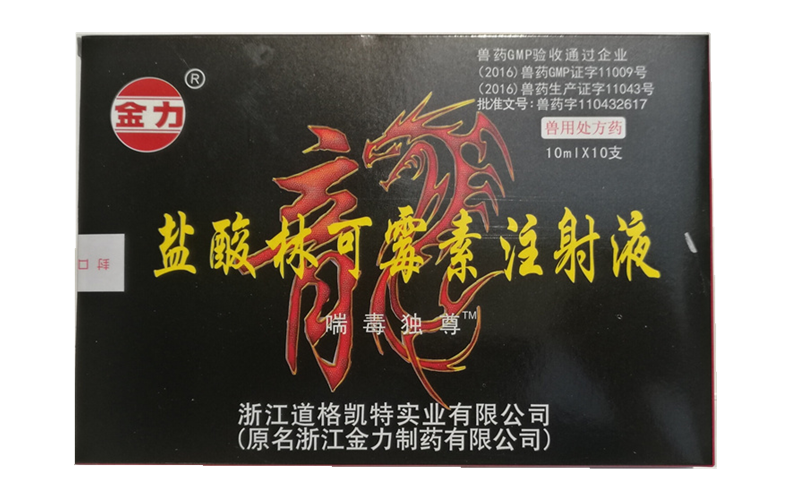 兽药GMP验收通过企业
(2016)兽药GMP证字11009号
(2016)兽药生产证字11043号
批准文号:兽药字110432617
兽用处方药
10mlX10支
金力
®
龍
盐酸林可霉素注射液
喘毒独尊™
浙江道格凯特实业有限公司
(原名浙江金力制药有限公司)